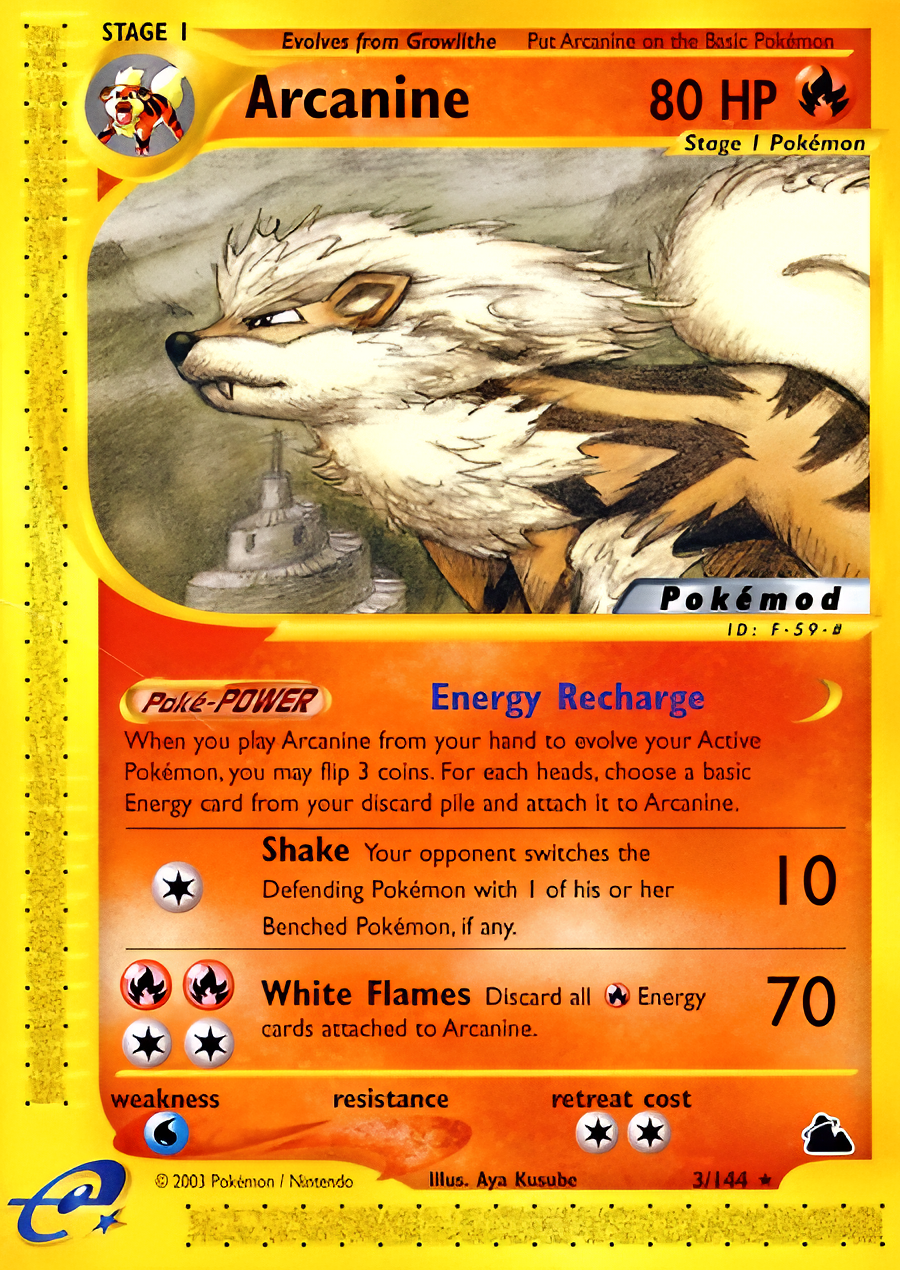 STAGE 1
Evolves from Growlithe Put Arcanine on the Basic Pokémon
Arcanine 80 HP
Stage 1 Pokémon
Pokémod
ID: F-59-#
Poké-POWER Energy Recharge
When you play Arcanine from your hand to evolve your Active
Pokémon, you may flip 3 coins. For each heads, choose a basic
Energy card from your discard pile and attach it to Arcanine.
Shake Your opponent switches the
Defending Pokémon with 1 of his or her
Benched Pokémon, if any.
10
White Flames Discard all Energy
cards attached to Arcanine.
70
weakness resistance retreat cost
© 2003 Pokémon / Nintendo Illus. Aya Kusube 3/144 ★
e